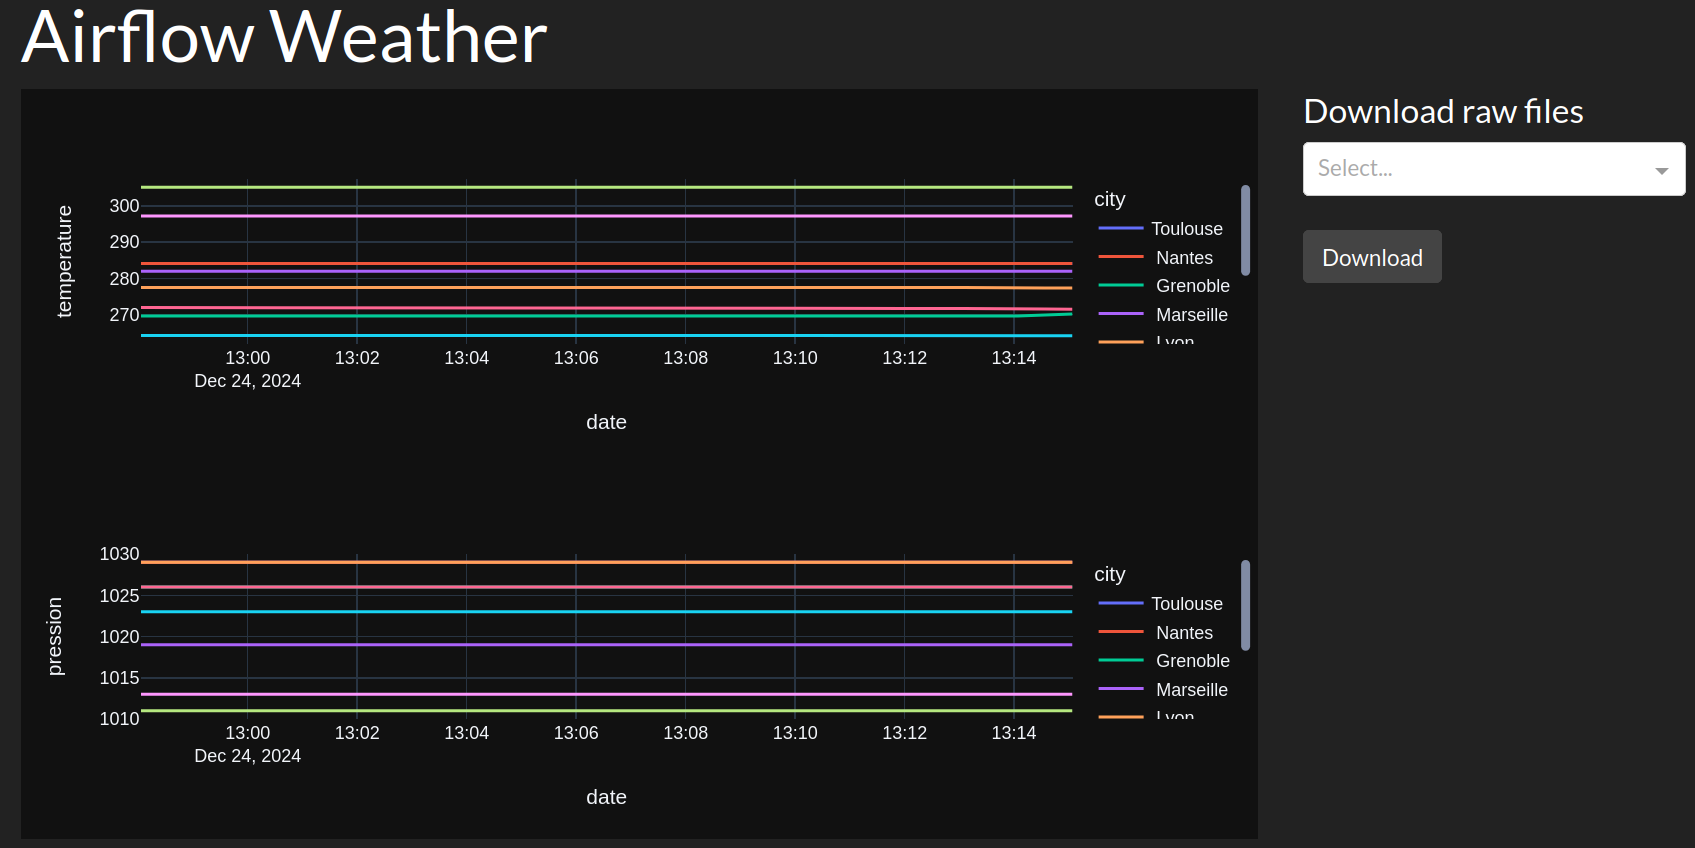 Airflow Weather
Download raw files
Select...
Download
temperature
300
290
280
270
13:00 13:02 13:04 13:06 13:08 13:10 13:12 13:14
Dec 24, 2024
date
city
Toulouse
Nantes
Grenoble
Marseille
Lyon
pression
1030
1025
1020
1015
1010
13:00 13:02 13:04 13:06 13:08 13:10 13:12 13:14
Dec 24, 2024
date
city
Toulouse
Nantes
Grenoble
Marseille
Lyon